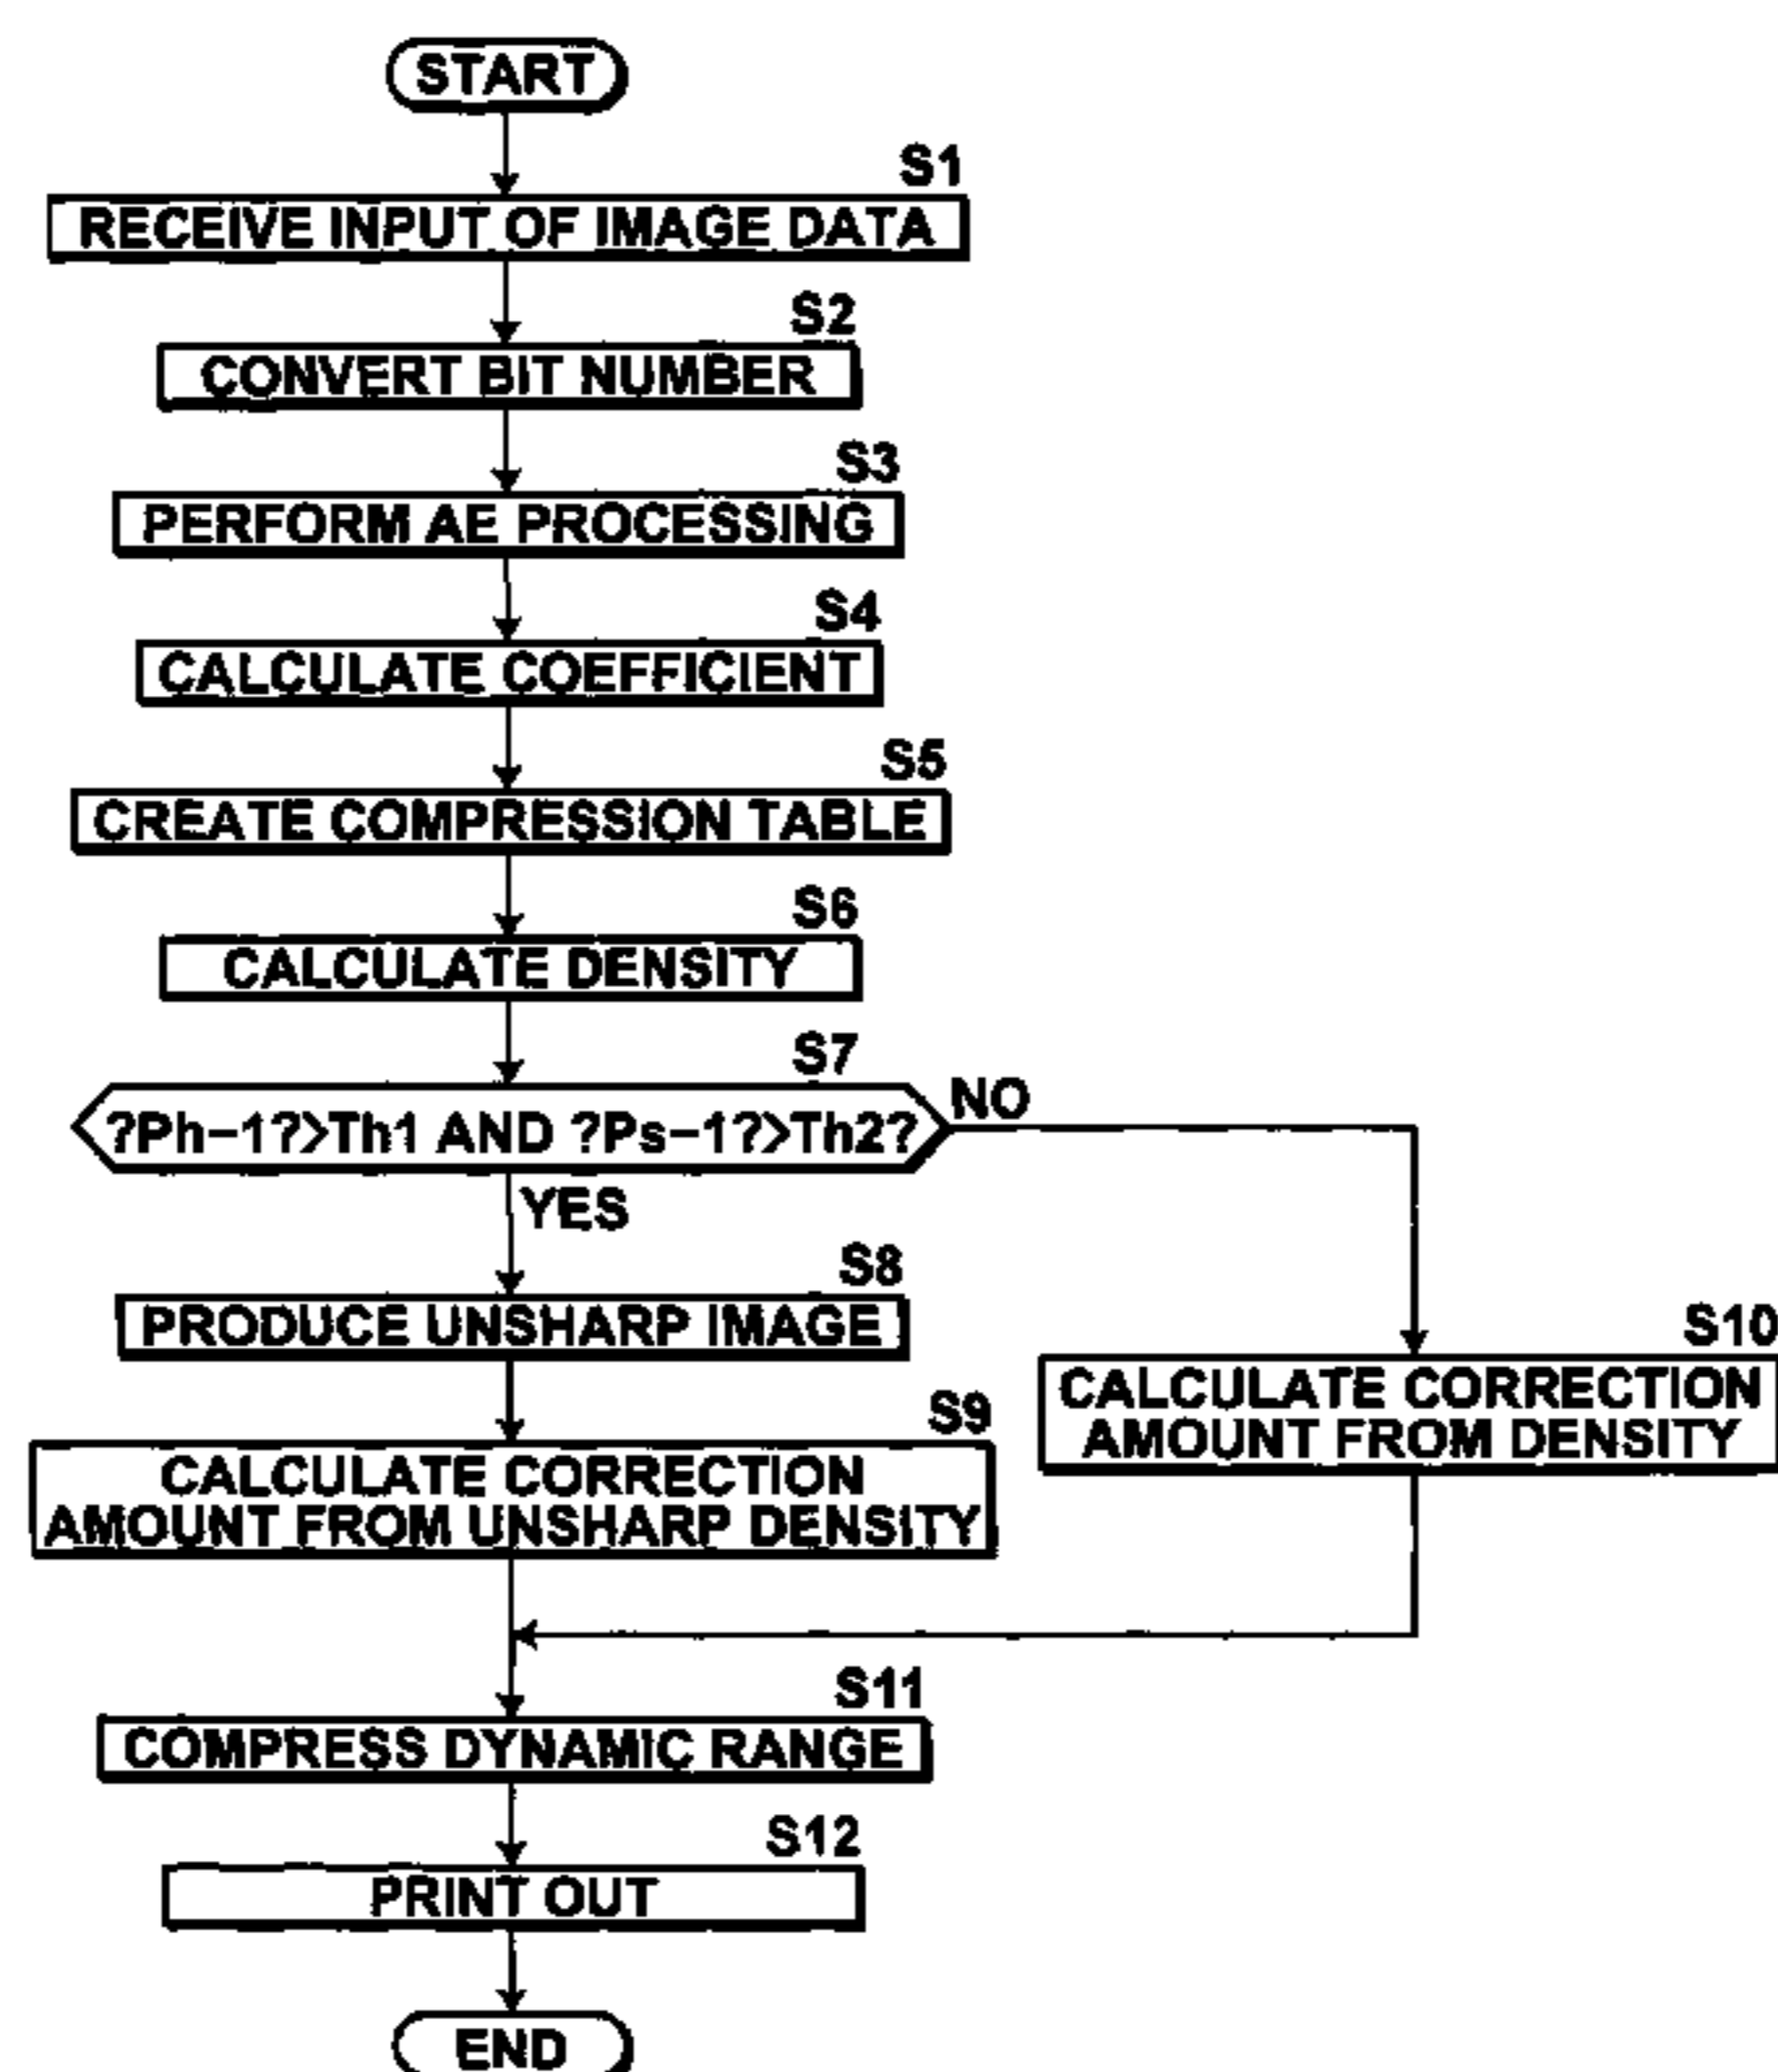 START
S1
RECEIVE INPUT OF IMAGE DATA
S2
CONVERT BIT NUMBER
S3
PERFORM AE PROCESSING
S4
CALCULATE COEFFICIENT
S5
CREATE COMPRESSION TABLE
S6
CALCULATE DENSITY
S7
?Ph-1?>Th1 AND ?Ps-1?>Th2?
NO
YES
S8
PRODUCE UNSHARP IMAGE
S9
CALCULATE CORRECTION
AMOUNT FROM UNSHARP DENSITY
S10
CALCULATE CORRECTION
AMOUNT FROM DENSITY
S11
COMPRESS DYNAMIC RANGE
S12
PRINT OUT
END